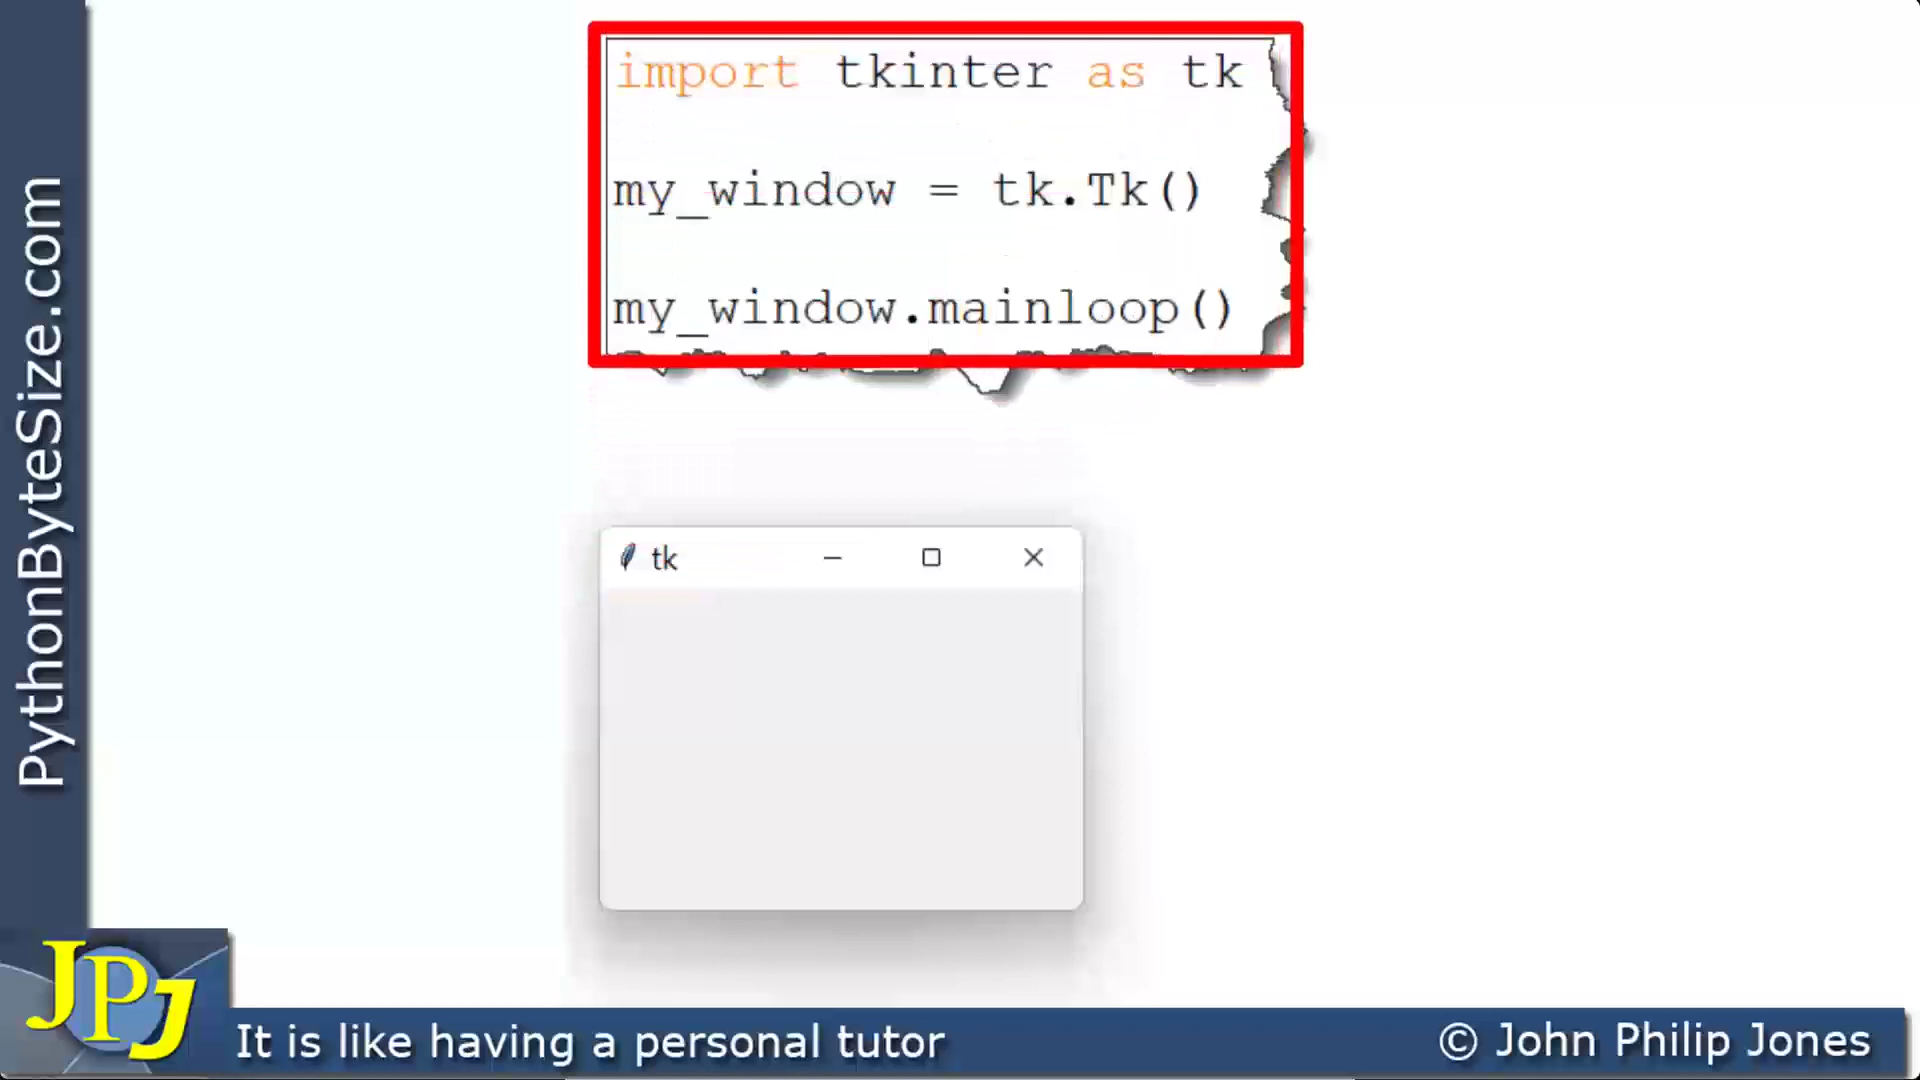 import tkinter as tk
my_window = tk.Tk()
my_window.mainloop()
tk
PythonByteSize.com
JPJ
It is like having a personal tutor
© John Philip Jones